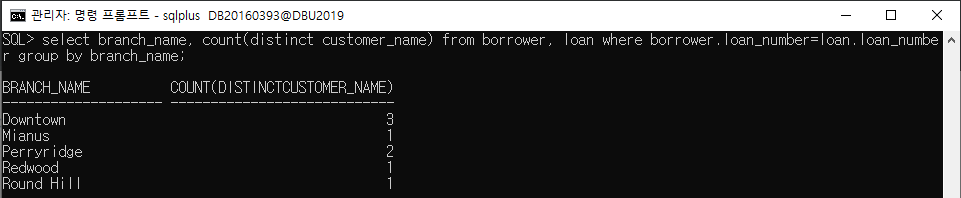 관리자: 명령 프롬프트 - sqlplus  DB20160393@DBU2019
SQL> select branch_name, count(distinct customer_name) from borrower, loan where borrower.loan_number=loan.loan_numbe
r group by branch_name;
BRANCH_NAME          COUNT(DISTINCTCUSTOMER_NAME)
-------------------- ----------------------------
Downtown                                        3
Mianus                                          1
Perryridge                                      2
Redwood                                         1
Round Hill                                      1